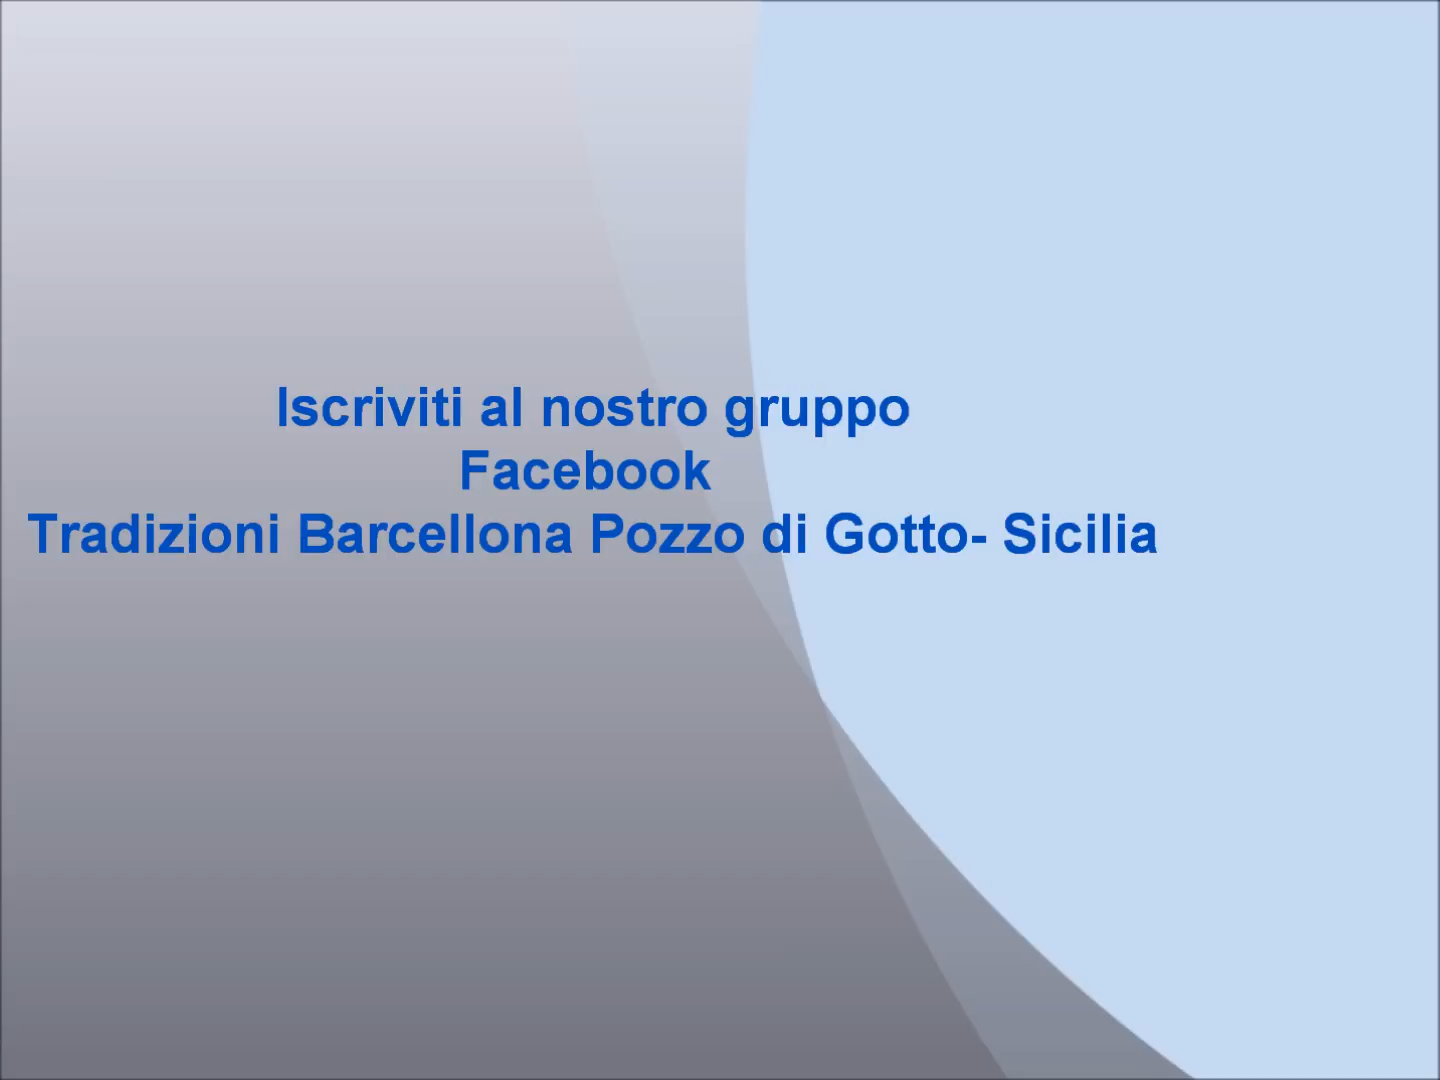 Iscriviti al nostro gruppo
Facebook
Tradizioni Barcellona Pozzo di Gotto- Sicilia